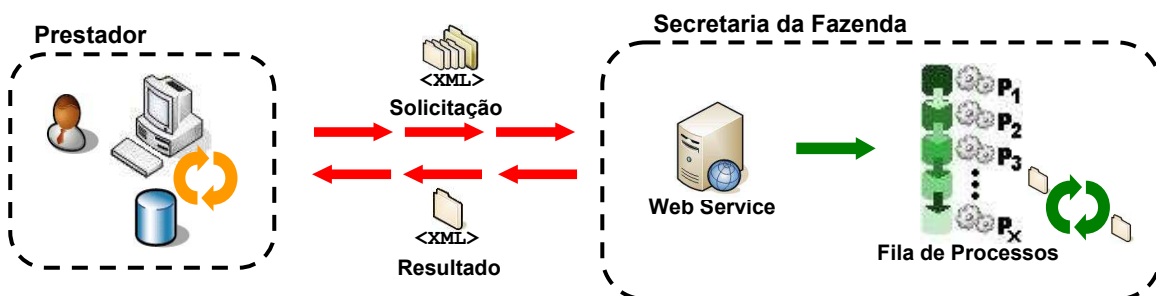 Prestador
<XML>
Solicitação
<XML>
Resultado
Secretaria da Fazenda
Web Service
P1
P2
P3
Px
Fila de Processos